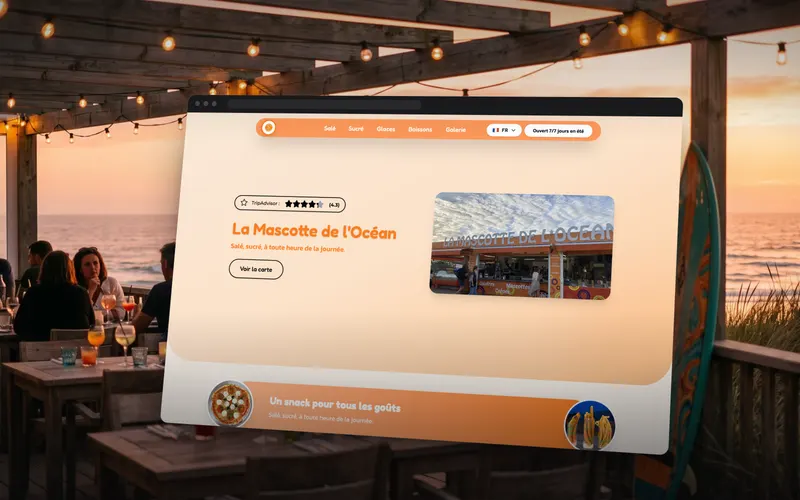 Salé Sucré Glaces Boissons Galerie FR Ouvert 7/7 jours en été
TripAdvisor : (4.3)
La Mascotte de l'Océan
Salé, sucré, à toute heure de la journée.
Voir la carte
LA MASCOTTE DE L'OCEAN
Un snack pour tous les goûts
Salé, sucré, à toute heure de la journée.